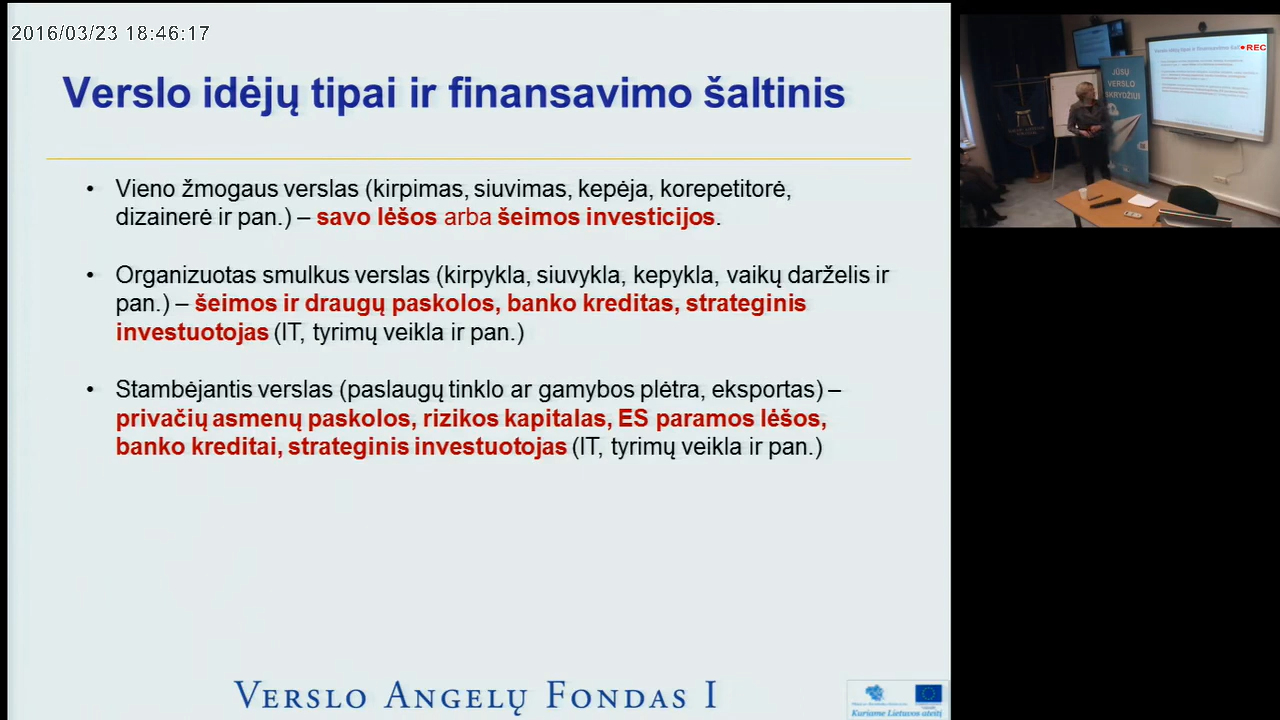 2016/03/23 18:46:17
Verslo idėjų tipai ir finansavimo šaltinis
• Vieno žmogaus verslas (kirpimas, siuvimas, kepėja, korepetitorė,
dizainerė ir pan.) – savo lėšos arba šeimos investicijos.
• Organizuotas smulkus verslas (kirpykla, siuvykla, kepykla, vaikų darželis ir
pan.) – šeimos ir draugų paskolos, banko kreditas, strateginis
investuotojas (IT, tyrimų veikla ir pan.)
• Stambėjantis verslas (paslaugų tinklo ar gamybos plėtra, eksportas) –
privačių asmenų paskolos, rizikos kapitalas, ES paramos lėšos,
banko kreditai, strateginis investuotojas (IT, tyrimų veikla ir pan.)
Verslo Angelų Fondas I
Kuriame Lietuvos ateitį
REC
JŪSŲ
VERSLO
SKRYDŽIUI